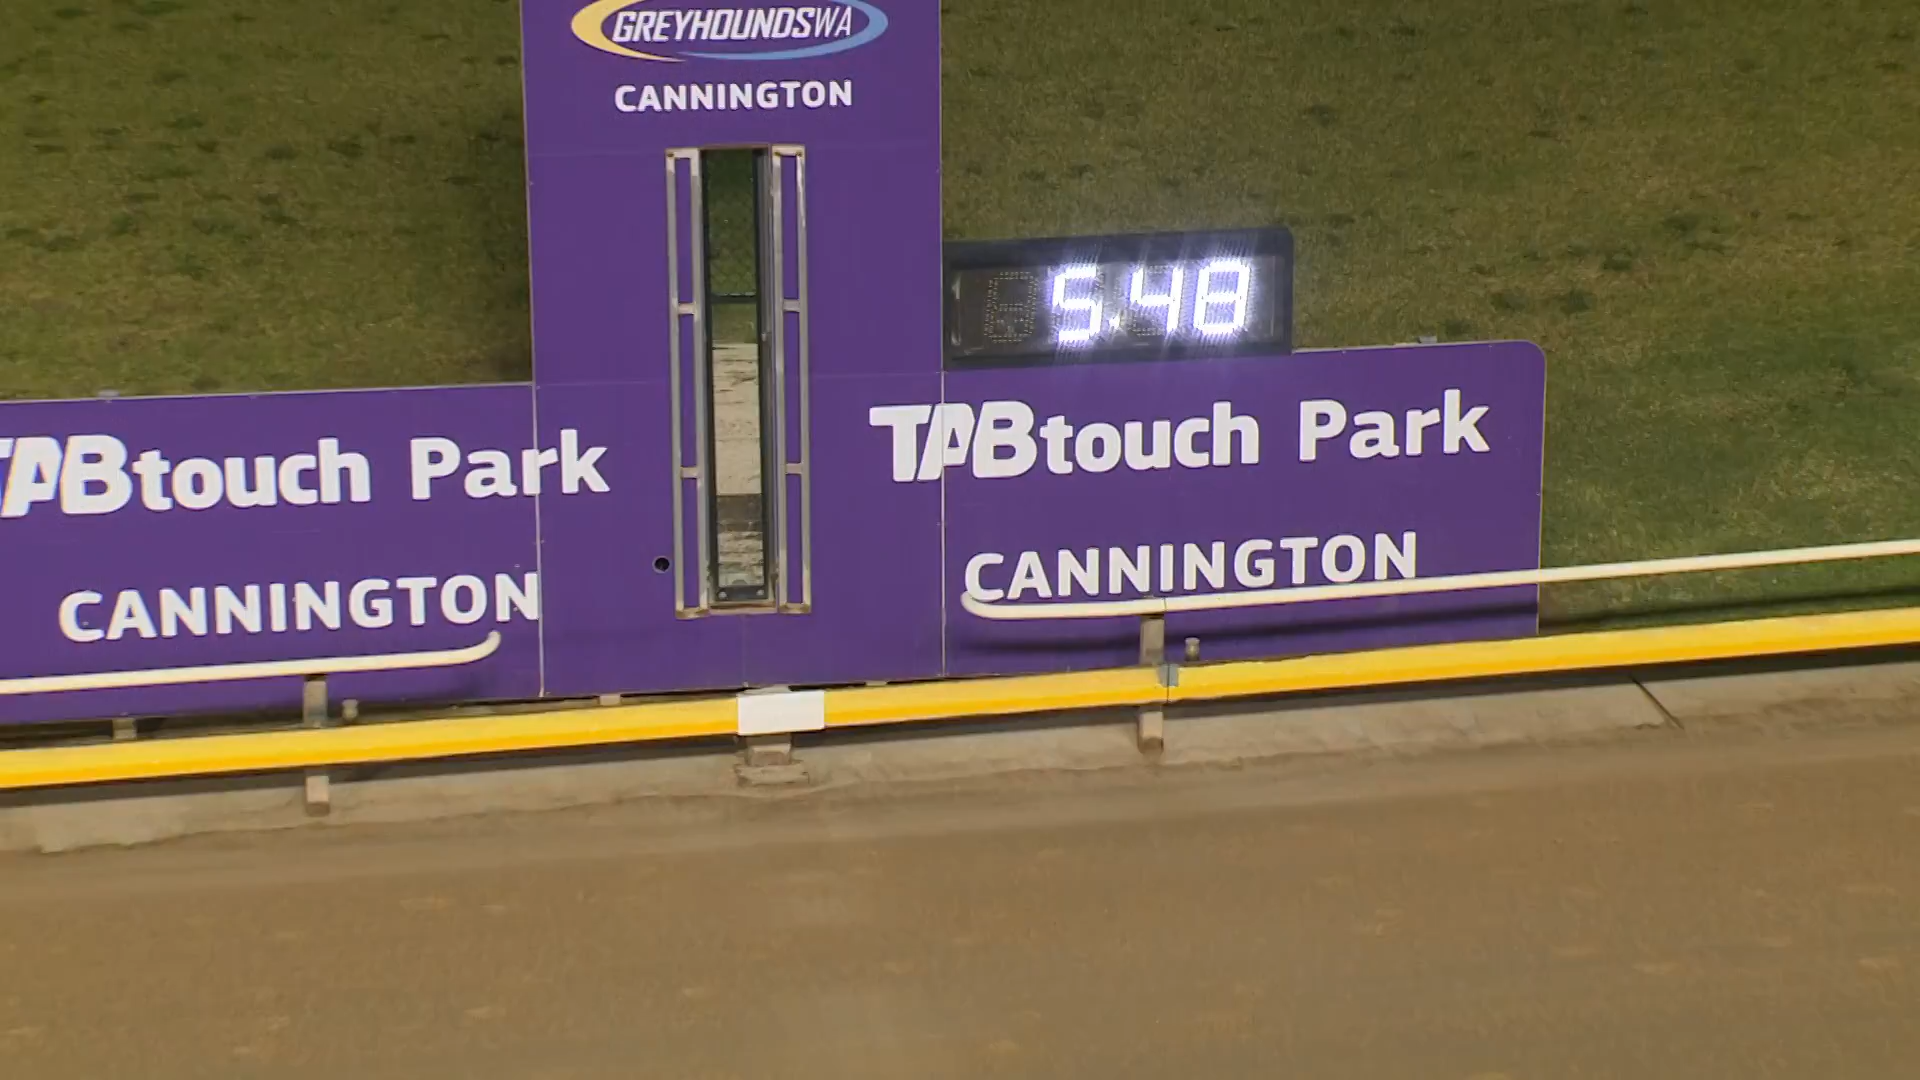 GREYHOUNDSWA
CANNINGTON
5.48
TABtouch Park
CANNINGTON
TABtouch Park
CANNINGTON